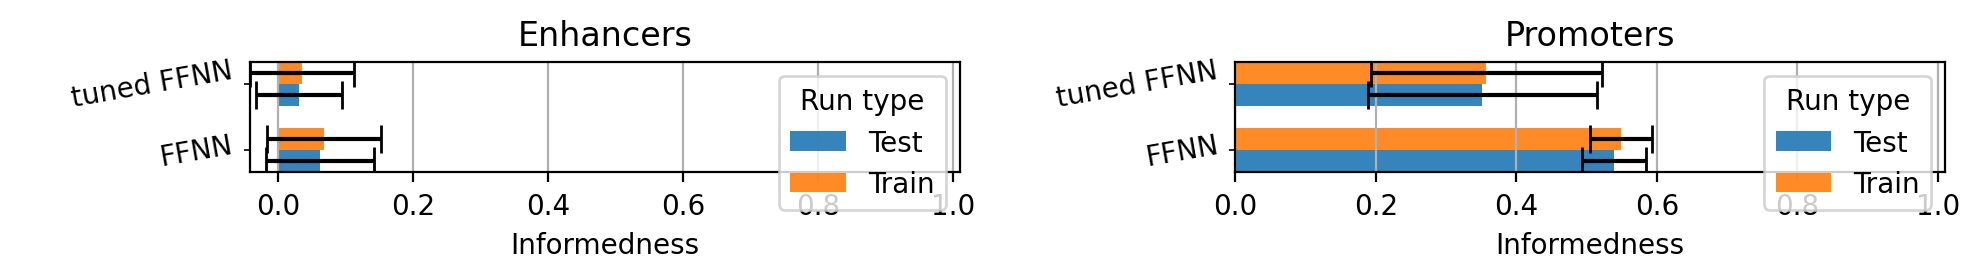 Enhancers
tuned FFNN
FFNN
Run type
Test
Train
0.0 0.2 0.4 0.6 0.8 1.0
Informedness
Promoters
tuned FFNN
FFNN
Run type
Test
Train
0.0 0.2 0.4 0.6 0.8 1.0
Informedness